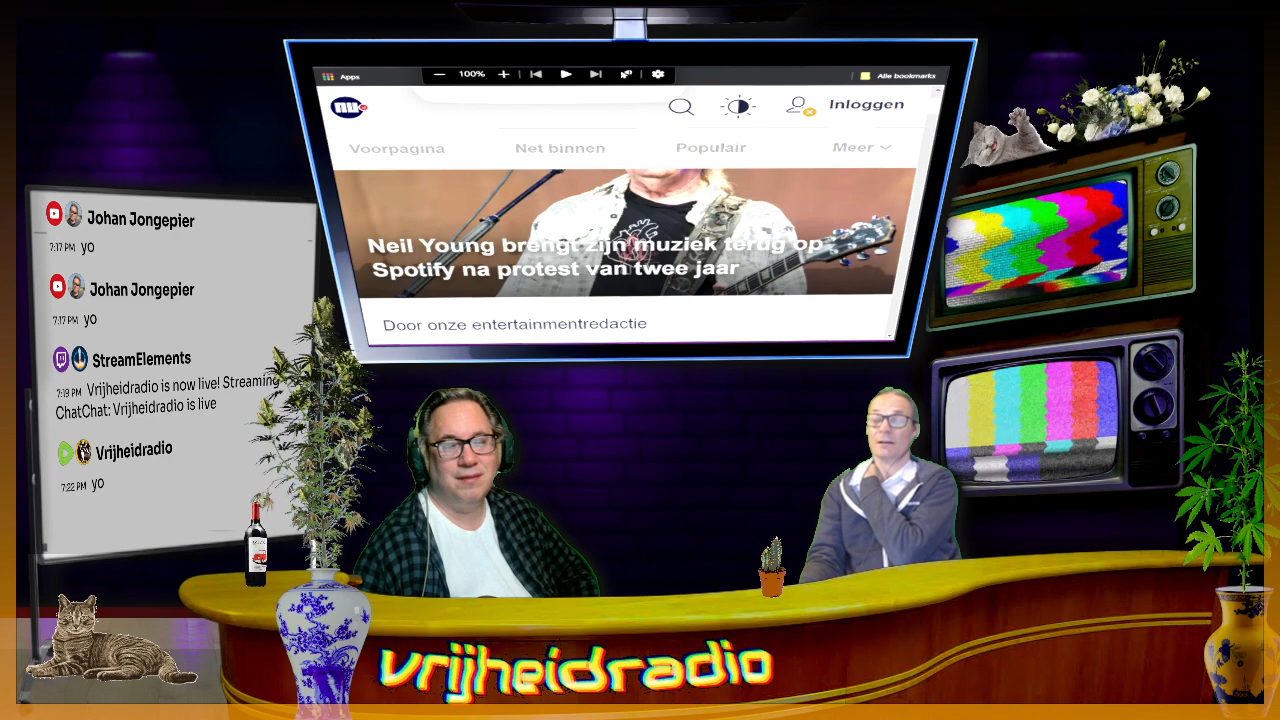 Apps
100%
Alle bookmarks
nu
Inloggen
Voorpagina
Net binnen
Populair
Meer
Neil Young brengt zijn muziek terug op
Spotify na protest van twee jaar
Door onze entertainmentredactie
Johan Jongepier
7:17 PM yo
Johan Jongepier
7:17 PM yo
StreamElements
7:19 PM Vrijheidradio is now live! Streaming
ChatChat: Vrijheidradio is live
Vrijheidradio
7:22 PM yo
vrijheidradio